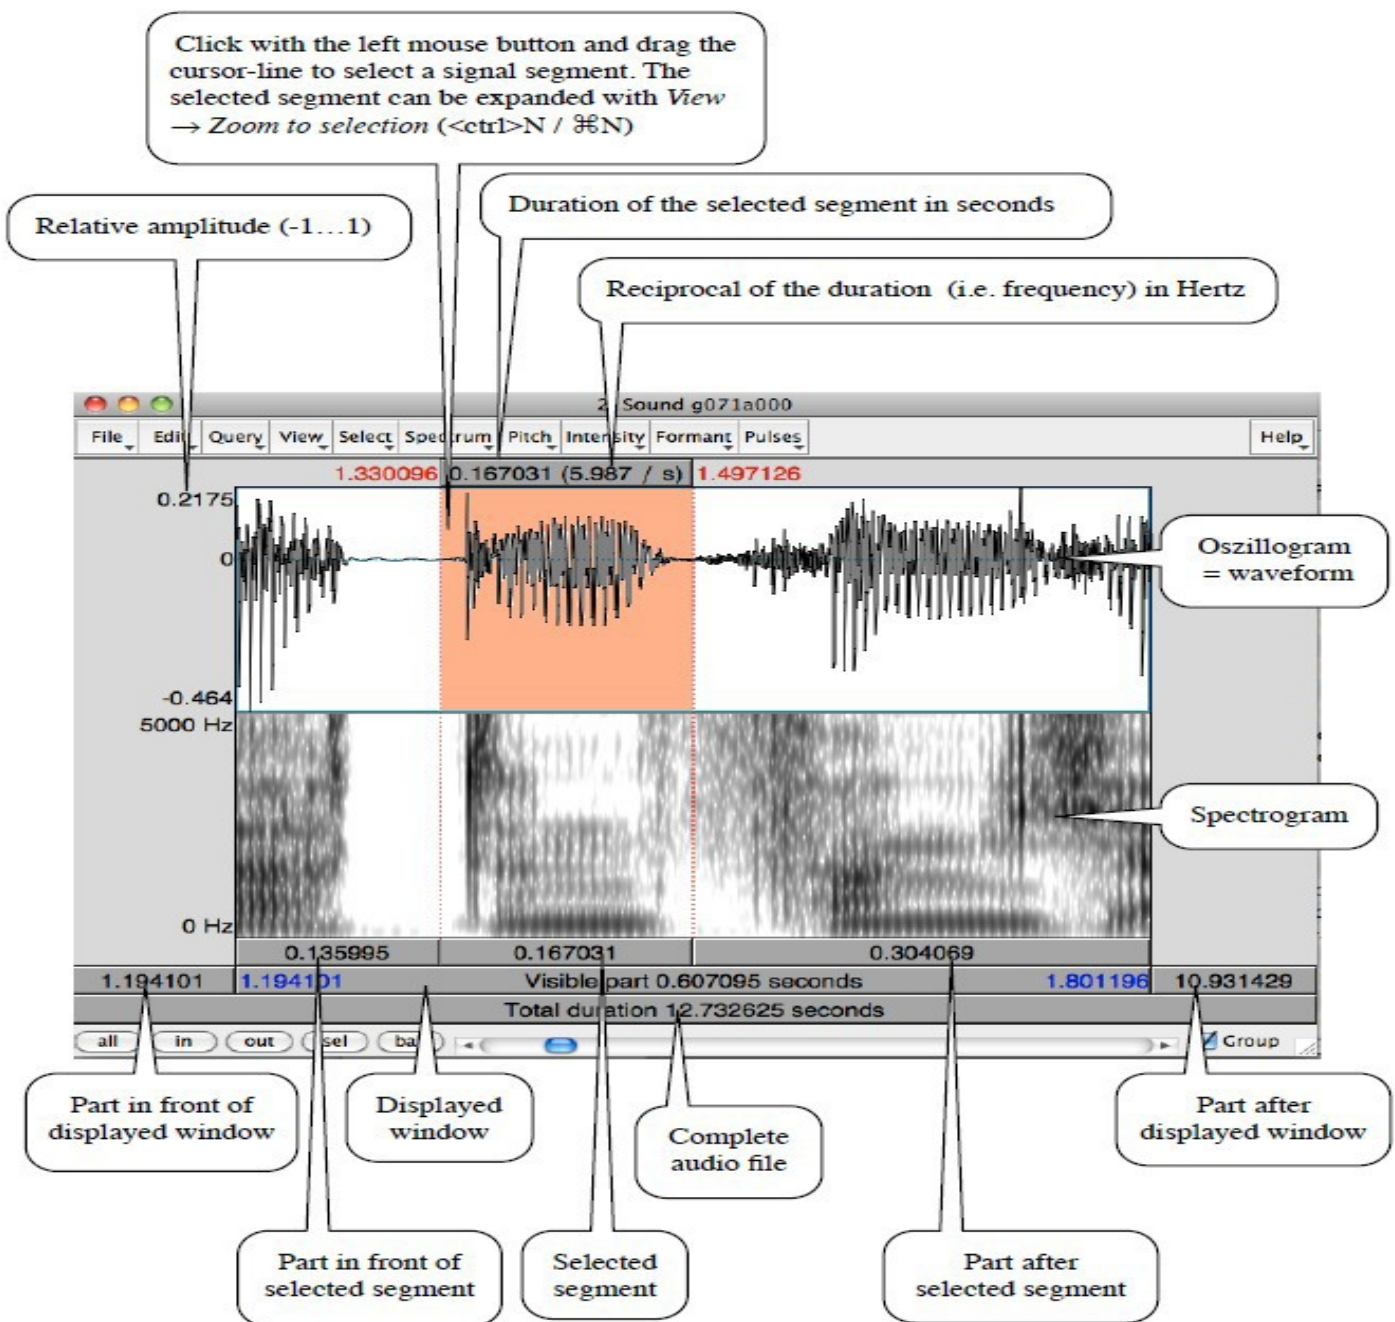 Click with the left mouse button and drag the
cursor-line to select a signal segment. The
selected segment can be expanded with View
→ Zoom to selection (<ctrl>N / ⌘N)
Duration of the selected segment in seconds
Relative amplitude (-1…1)
Reciprocal of the duration (i.e. frequency) in Hertz
2. Sound g071a000
File Edit Query View Select Spectrum Pitch Intensity Formant Pulses Help
1.330096 0.167031 (5.987 / s) 1.497126
0.2175
0
Oszillogram
= waveform
-0.464
5000 Hz
Spectrogram
0 Hz
0.135995 0.167031 0.304069
1.194101 1.194101 Visible part 0.607095 seconds 1.801196 10.931429
Total duration 12.732625 seconds
all in out sel Group
Part in front of
displayed window
Displayed
window
Complete
audio file
Part after
displayed window
Part in front of
selected segment
Selected
segment
Part after
selected segment